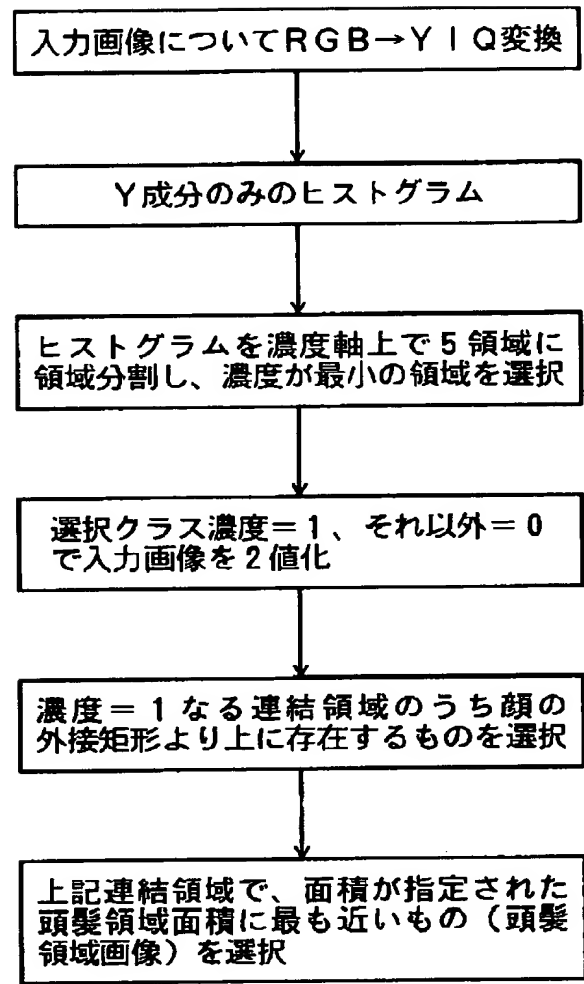 入力画像についてRGB→YIQ変換
Y成分のみのヒストグラム
ヒストグラムを濃度軸上で5領域に
領域分割し、濃度が最小の領域を選択
選択クラス濃度=1、それ以外=0
で入力画像を2値化
濃度=1なる連結領域のうち顔の
外接矩形より上に存在するものを選択
上記連結領域で、面積が指定された
頭髪領域面積に最も近いもの(頭髪
領域画像)を選択